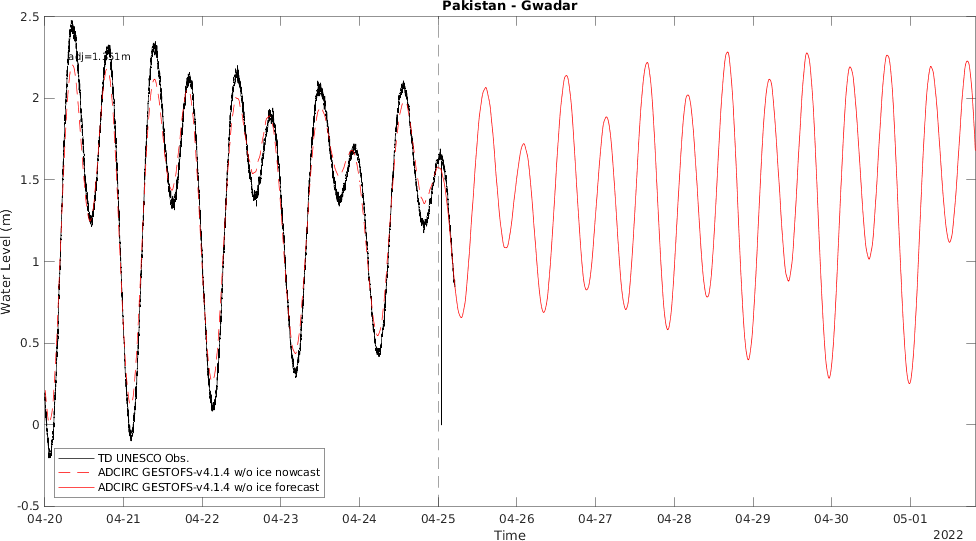 Pakistan - Gwadar
2.5
2
1.5
1
0.5
0
-0.5
Water Level (m)
TD UNESCO Obs.
ADCIRC GESTOFS-v4.1.4 w/o ice nowcast
ADCIRC GESTOFS-v4.1.4 w/o ice forecast
04-20 04-21 04-22 04-23 04-24 04-25 04-26 04-27 04-28 04-29 04-30 05-01
Time
2022